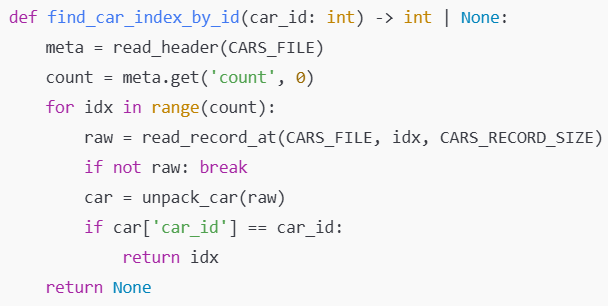 def find_car_index_by_id(car_id: int) -> int | None:
    meta = read_header(CARS_FILE)
    count = meta.get('count', 0)
    for idx in range(count):
        raw = read_record_at(CARS_FILE, idx, CARS_RECORD_SIZE)
        if not raw: break
        car = unpack_car(raw)
        if car['car_id'] == car_id:
            return idx
    return None